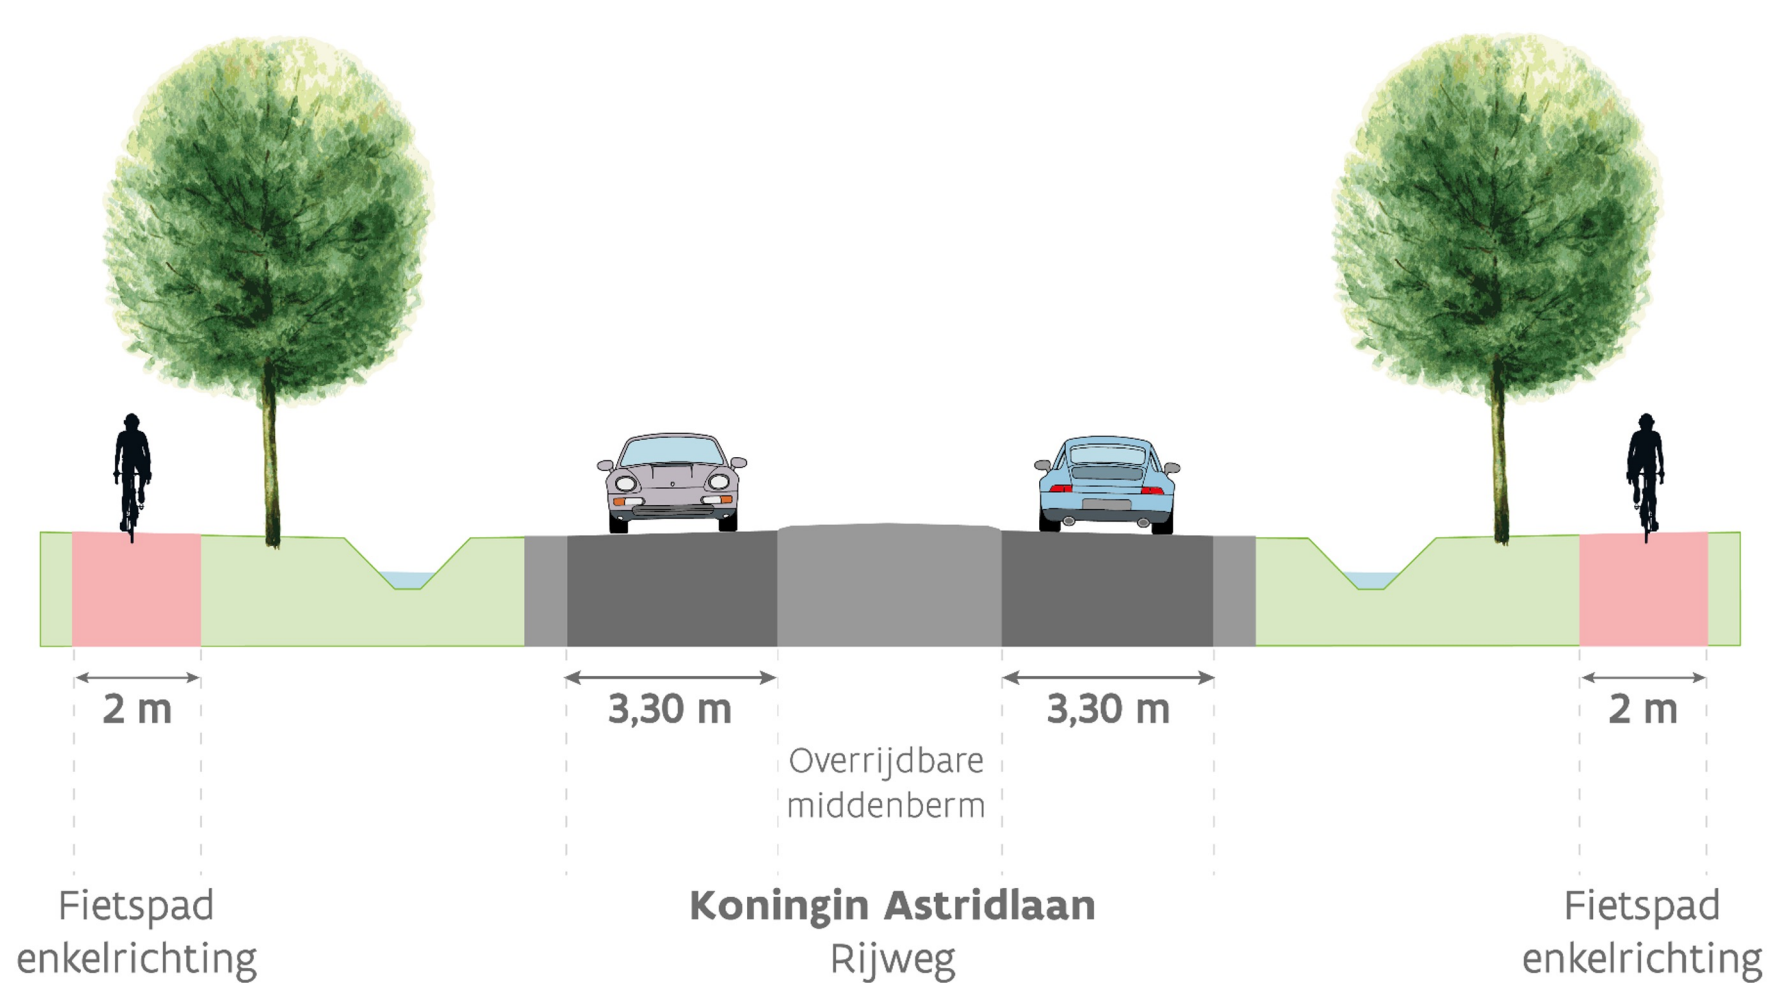 2 m
3,30 m
3,30 m
2 m
Overrijdbare
middenberm
Fietspad
enkelrichting
Koningin Astridlaan
Rijweg
Fietspad
enkelrichting